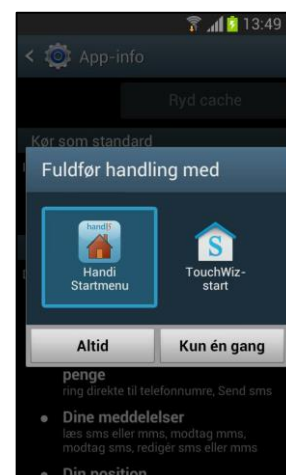 13:49
App-info
Ryd cache
Kør som standard
Fuldfør handling med
handi
Handi
Startmenu
S
TouchWiz-
start
Altid
Kun én gang
penge
ring direkte til telefonnumre, Send sms
Dine meddelelser
læs sms eller mms, modtag mms,
modtag sms, redigér sms eller mms
Din position